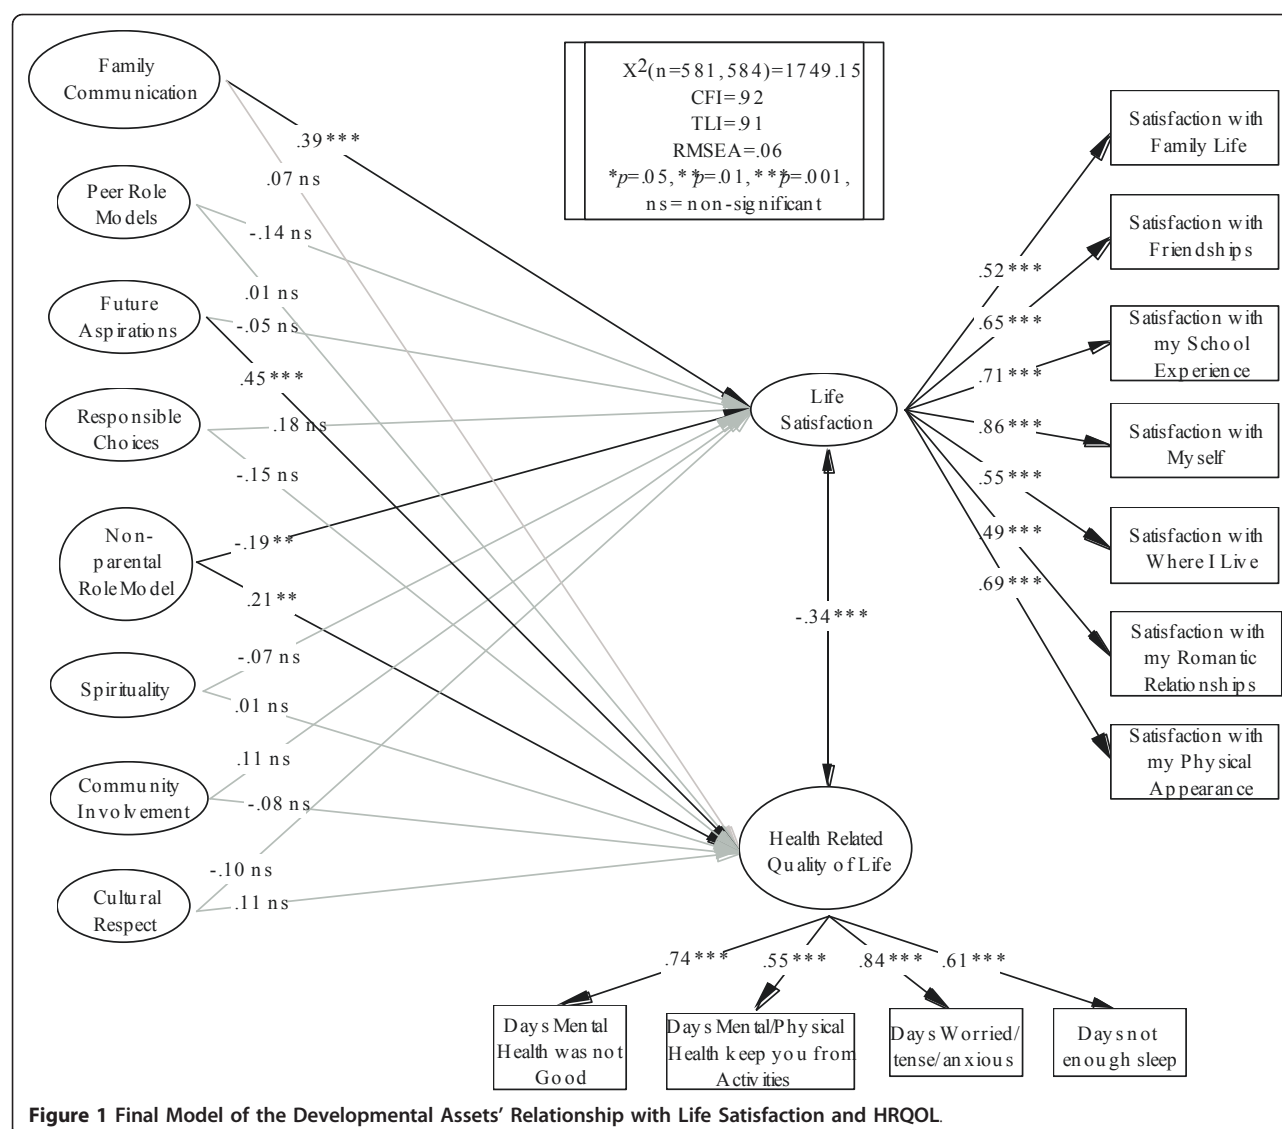 Family
Communication
Peer Role
Models
Future
Aspirations
Responsible
Choices
Non-
parental
Role Model
Spirituality
Community
Involvement
Cultural
Respect
.39***
.07 ns
-.14 ns
.01 ns
-.05 ns
.45***
.18 ns
-.15 ns
-.19**
.21**
-.07 ns
.01 ns
.11 ns
-.08 ns
-.10 ns
.11 ns
X2(n=581,584)=1749.15
CFI=.92
TLI=.91
RMSEA=.06
*p=.05, **p=.01, ***p=.001,
ns=non-significant
Life
Satisfaction
-.34***
Health Related
Quality of Life
.52***
.65***
.71***
.86***
.55***
.49***
.69***
Satisfaction with
Family Life
Satisfaction with
Friendships
Satisfaction with
my School
Experience
Satisfaction with
Myself
Satisfaction with
Where I Live
Satisfaction with
my Romantic
Relationships
Satisfaction with
my Physical
Appearance
.74***
.55***
.84***
.61***
Days Mental
Health was not
Good
Days Mental/Physical
Health keep you from
Activities
Days Worried/
tense/anxious
Days not
enough sleep
Figure 1 Final Model of the Developmental Assets' Relationship with Life Satisfaction and HRQOL.